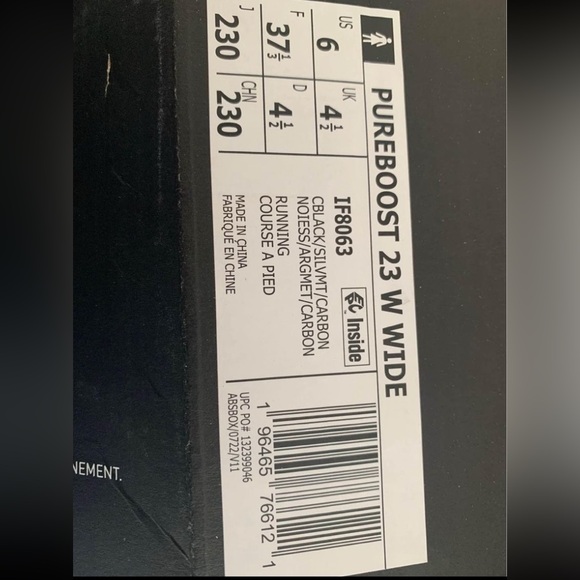 PUREBOOST 23 W WIDE
US 6
UK 4½
F 37⅓
D 4½
J 230
CHN 230
IF8063
Inside
CBLACK/SILVMT/CARBON
NOIESS/ARGMET/CARBON
RUNNING
COURSE A PIED
MADE IN CHINA
FABRIQUÉ EN CHINE
1 96465 76612 1
UPC PO# 132399046
ABSBOX/0722/V11
NEMENT.